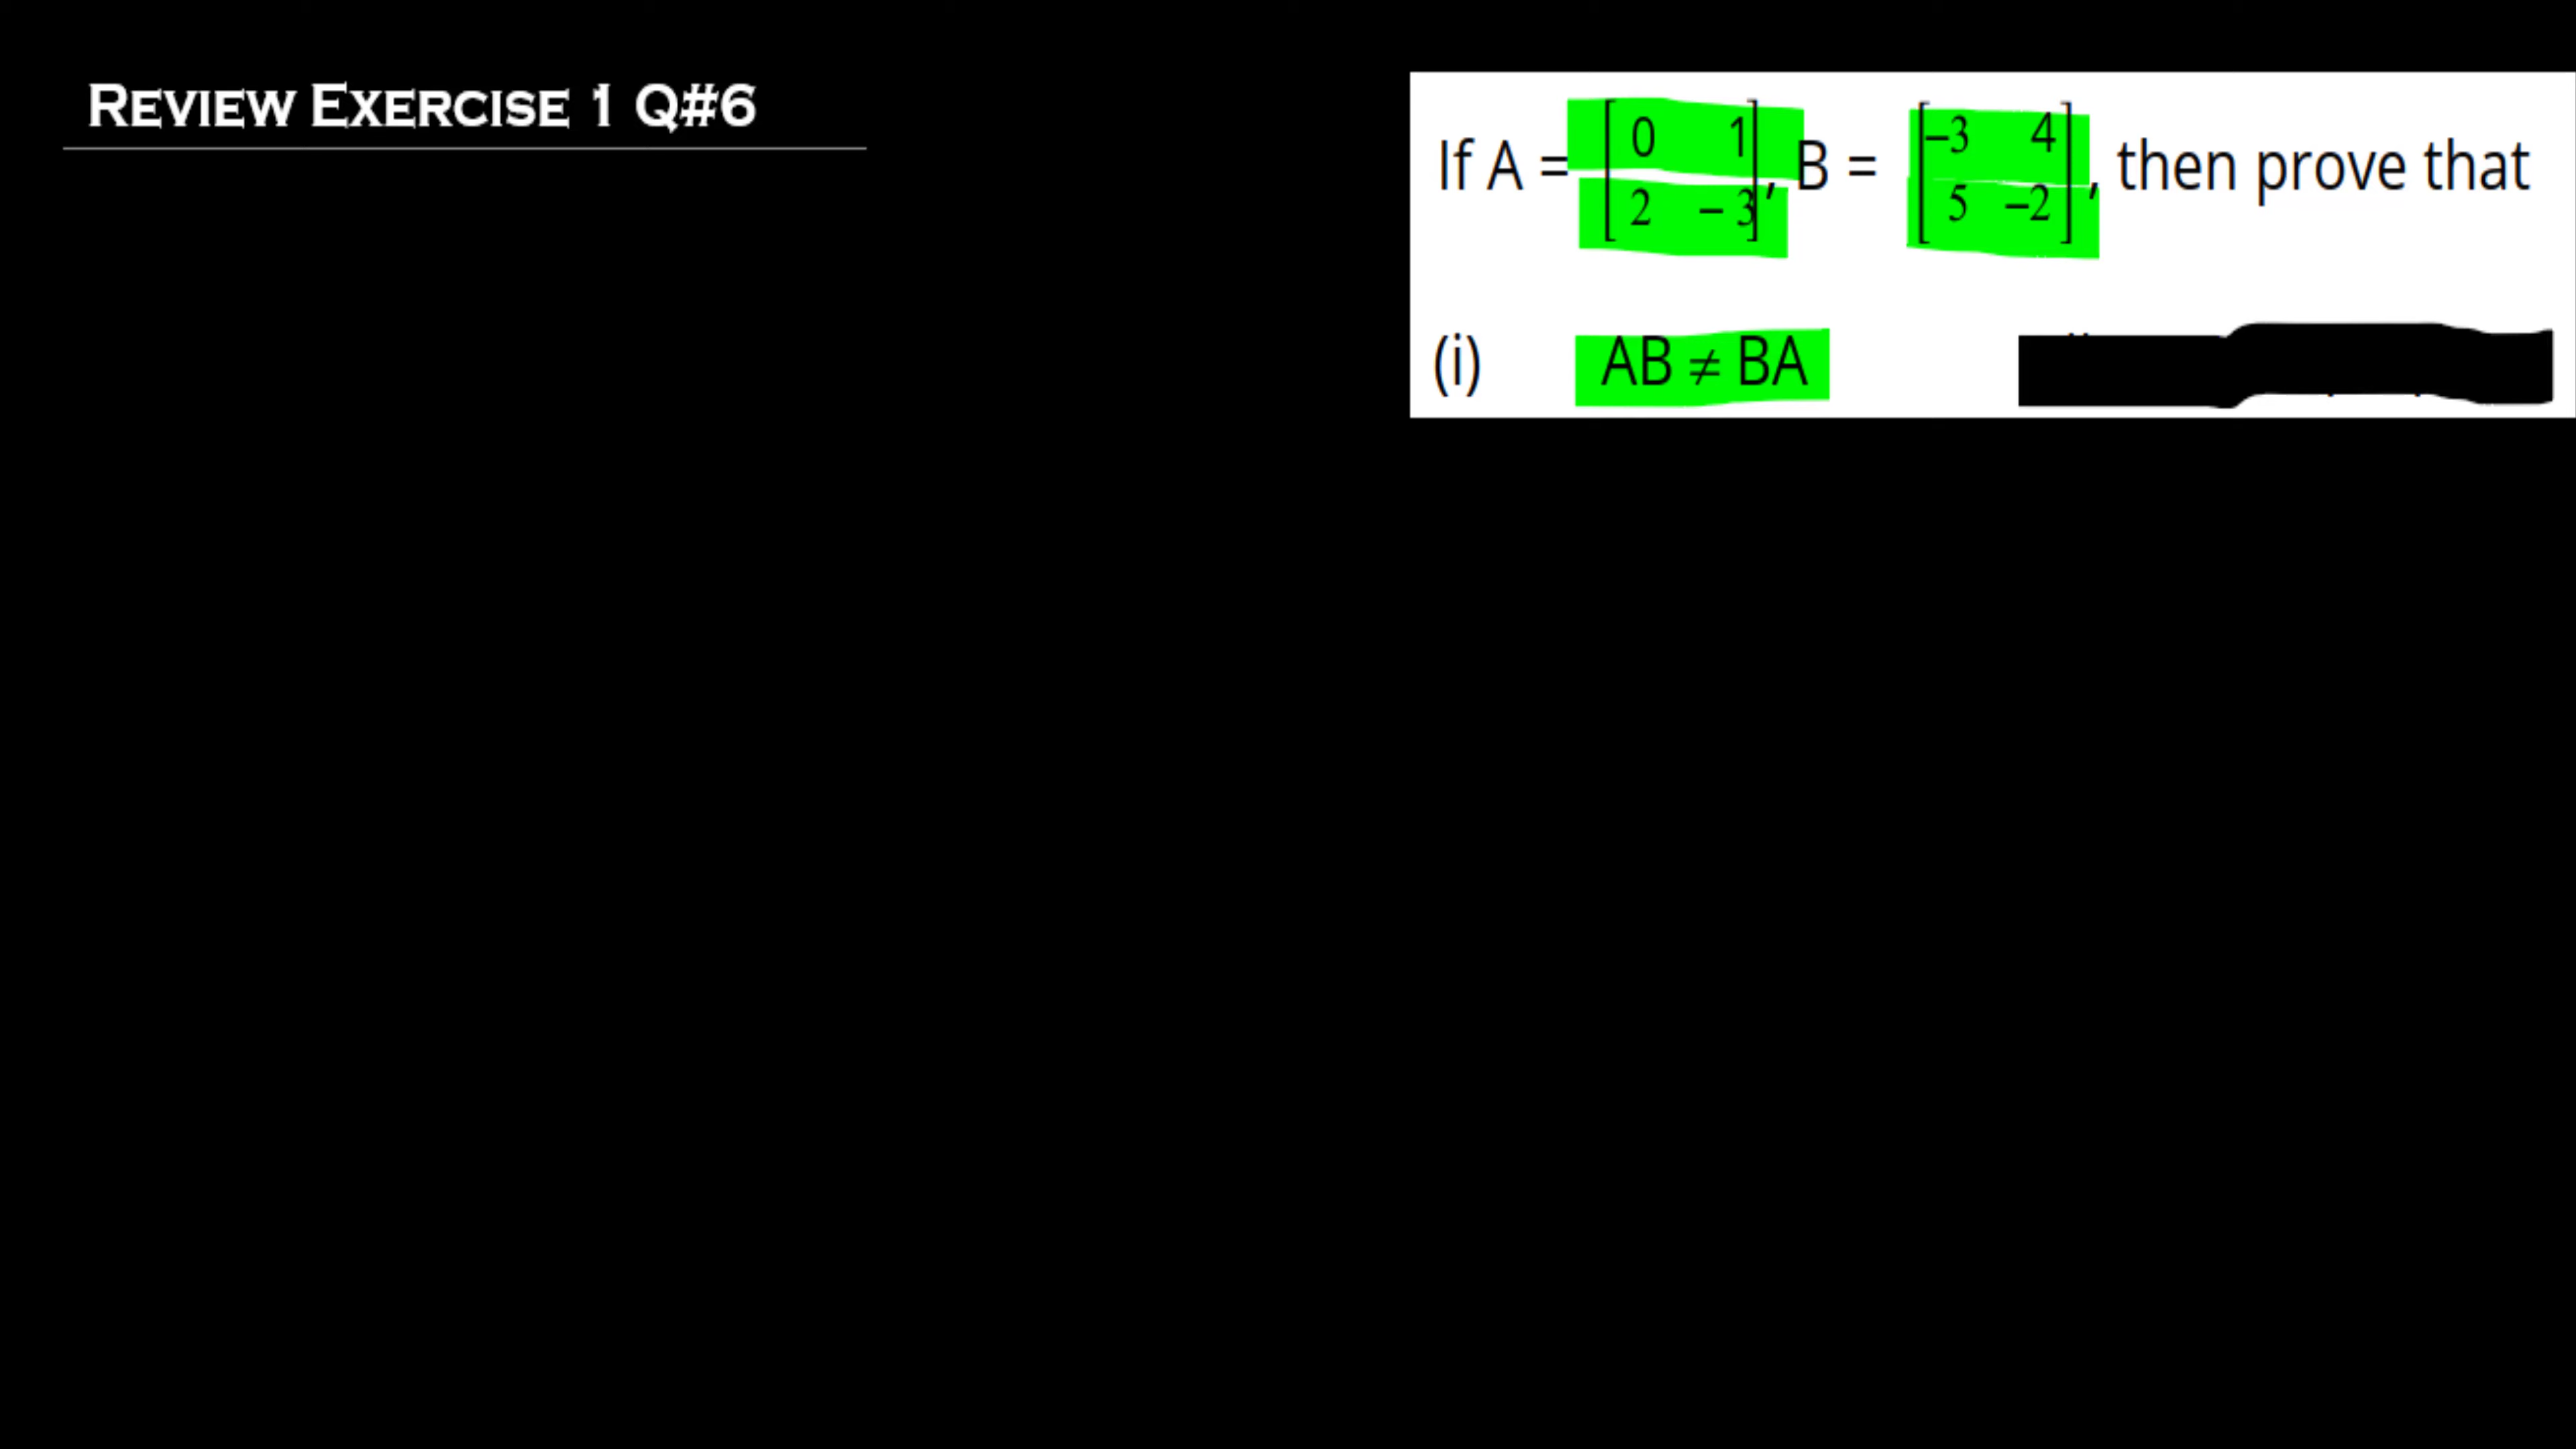 REVIEW EXERCISE 1 Q#6
If A = [0 1; 2 – 3], B = [–3 4; 5 –2], then prove that
(i) AB ≠ BA